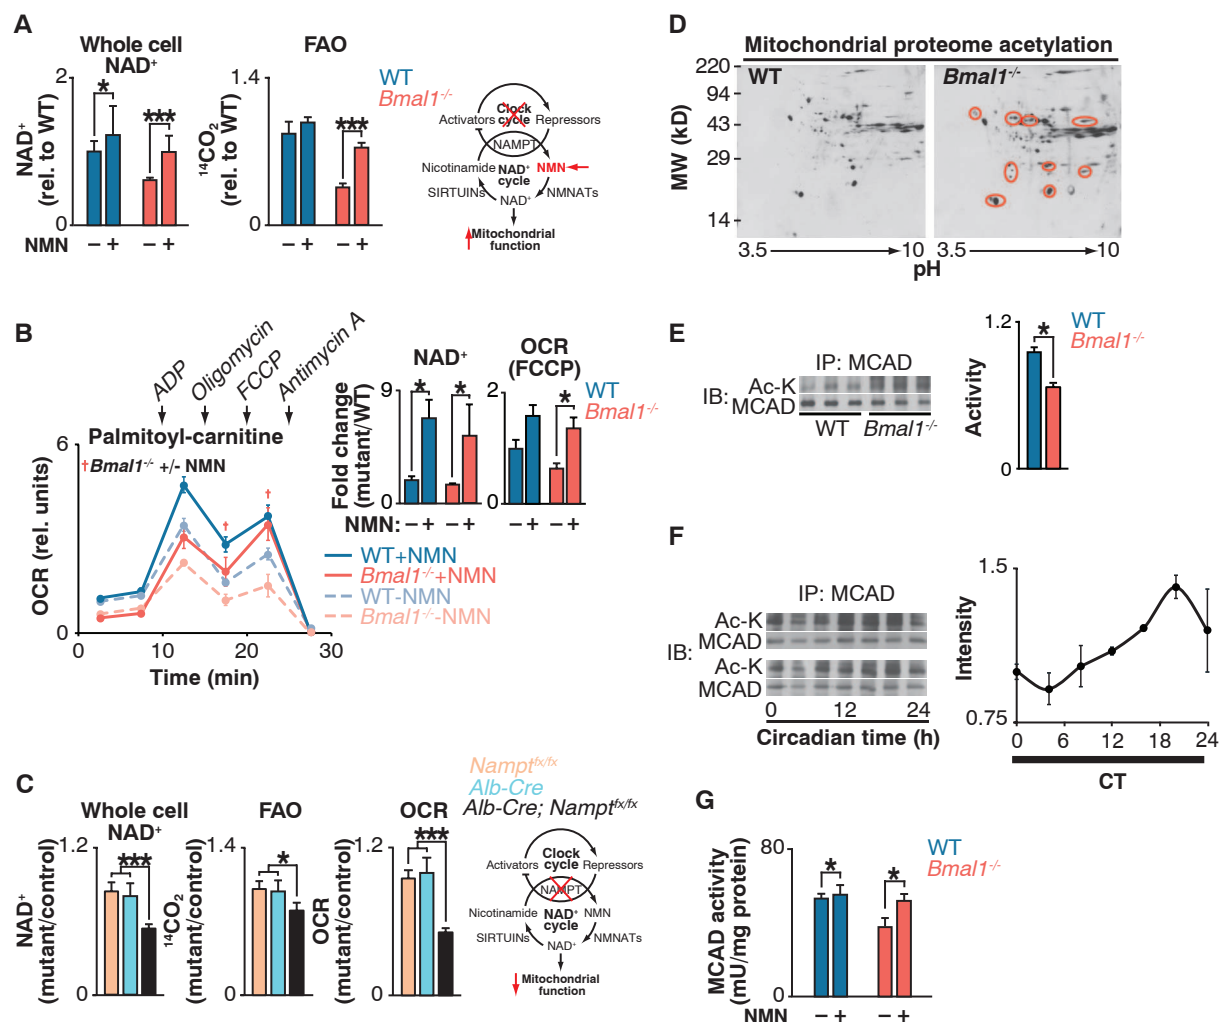 A
Whole cell
NAD⁺
2
0
NAD⁺
(rel. to WT)
*
***
NMN
− + − +
FAO
1.4
0
¹⁴CO₂
(rel. to WT)
***
WT
Bmal1⁻/⁻
Clock
cycle
Activators
Repressors
NAMPT
Nicotinamide
NAD⁺
cycle
NMN
SIRTUINs
NMNATs
NAD⁺
Mitochondrial
function
− + − +
D
Mitochondrial proteome acetylation
WT
Bmal1⁻/⁻
220
94
43
29
14
MW (kD)
3.5
10
3.5
10
pH
B
ADP
Oligomycin
FCCP
Antimycin A
Palmitoyl-carnitine
†Bmal1⁻/⁻ +/- NMN
†
†
6
0
OCR (rel. units)
0
10
20
30
Time (min)
WT+NMN
Bmal1⁻/⁻+NMN
WT-NMN
Bmal1⁻/⁻-NMN
NAD⁺
9
0
Fold change
(mutant/WT)
*
*
OCR
(FCCP)
2
0
*
WT
Bmal1⁻/⁻
NMN:
− + − +
− + − +
E
IP: MCAD
IB:
Ac-K
MCAD
WT
Bmal1⁻/⁻
1.2
0
Activity
*
WT
Bmal1⁻/⁻
F
IP: MCAD
IB:
Ac-K
MCAD
Ac-K
MCAD
0
12
24
Circadian time (h)
1.5
0.75
Intensity
0
6
12
18
24
CT
C
Whole cell
NAD⁺
1.2
0
NAD⁺
(mutant/control)
***
FAO
1.4
0
¹⁴CO₂
(mutant/control)
*
OCR
1.2
0
OCR
(mutant/control)
***
Nampt^fx/fx
Alb-Cre
Alb-Cre; Nampt^fx/fx
Clock
cycle
Activators
Repressors
NAMPT
Nicotinamide
NAD⁺
cycle
NMN
SIRTUINs
NMNATs
NAD⁺
Mitochondrial
function
G
80
0
MCAD activity
(mU/mg protein)
*
*
WT
Bmal1⁻/⁻
NMN
− + − +